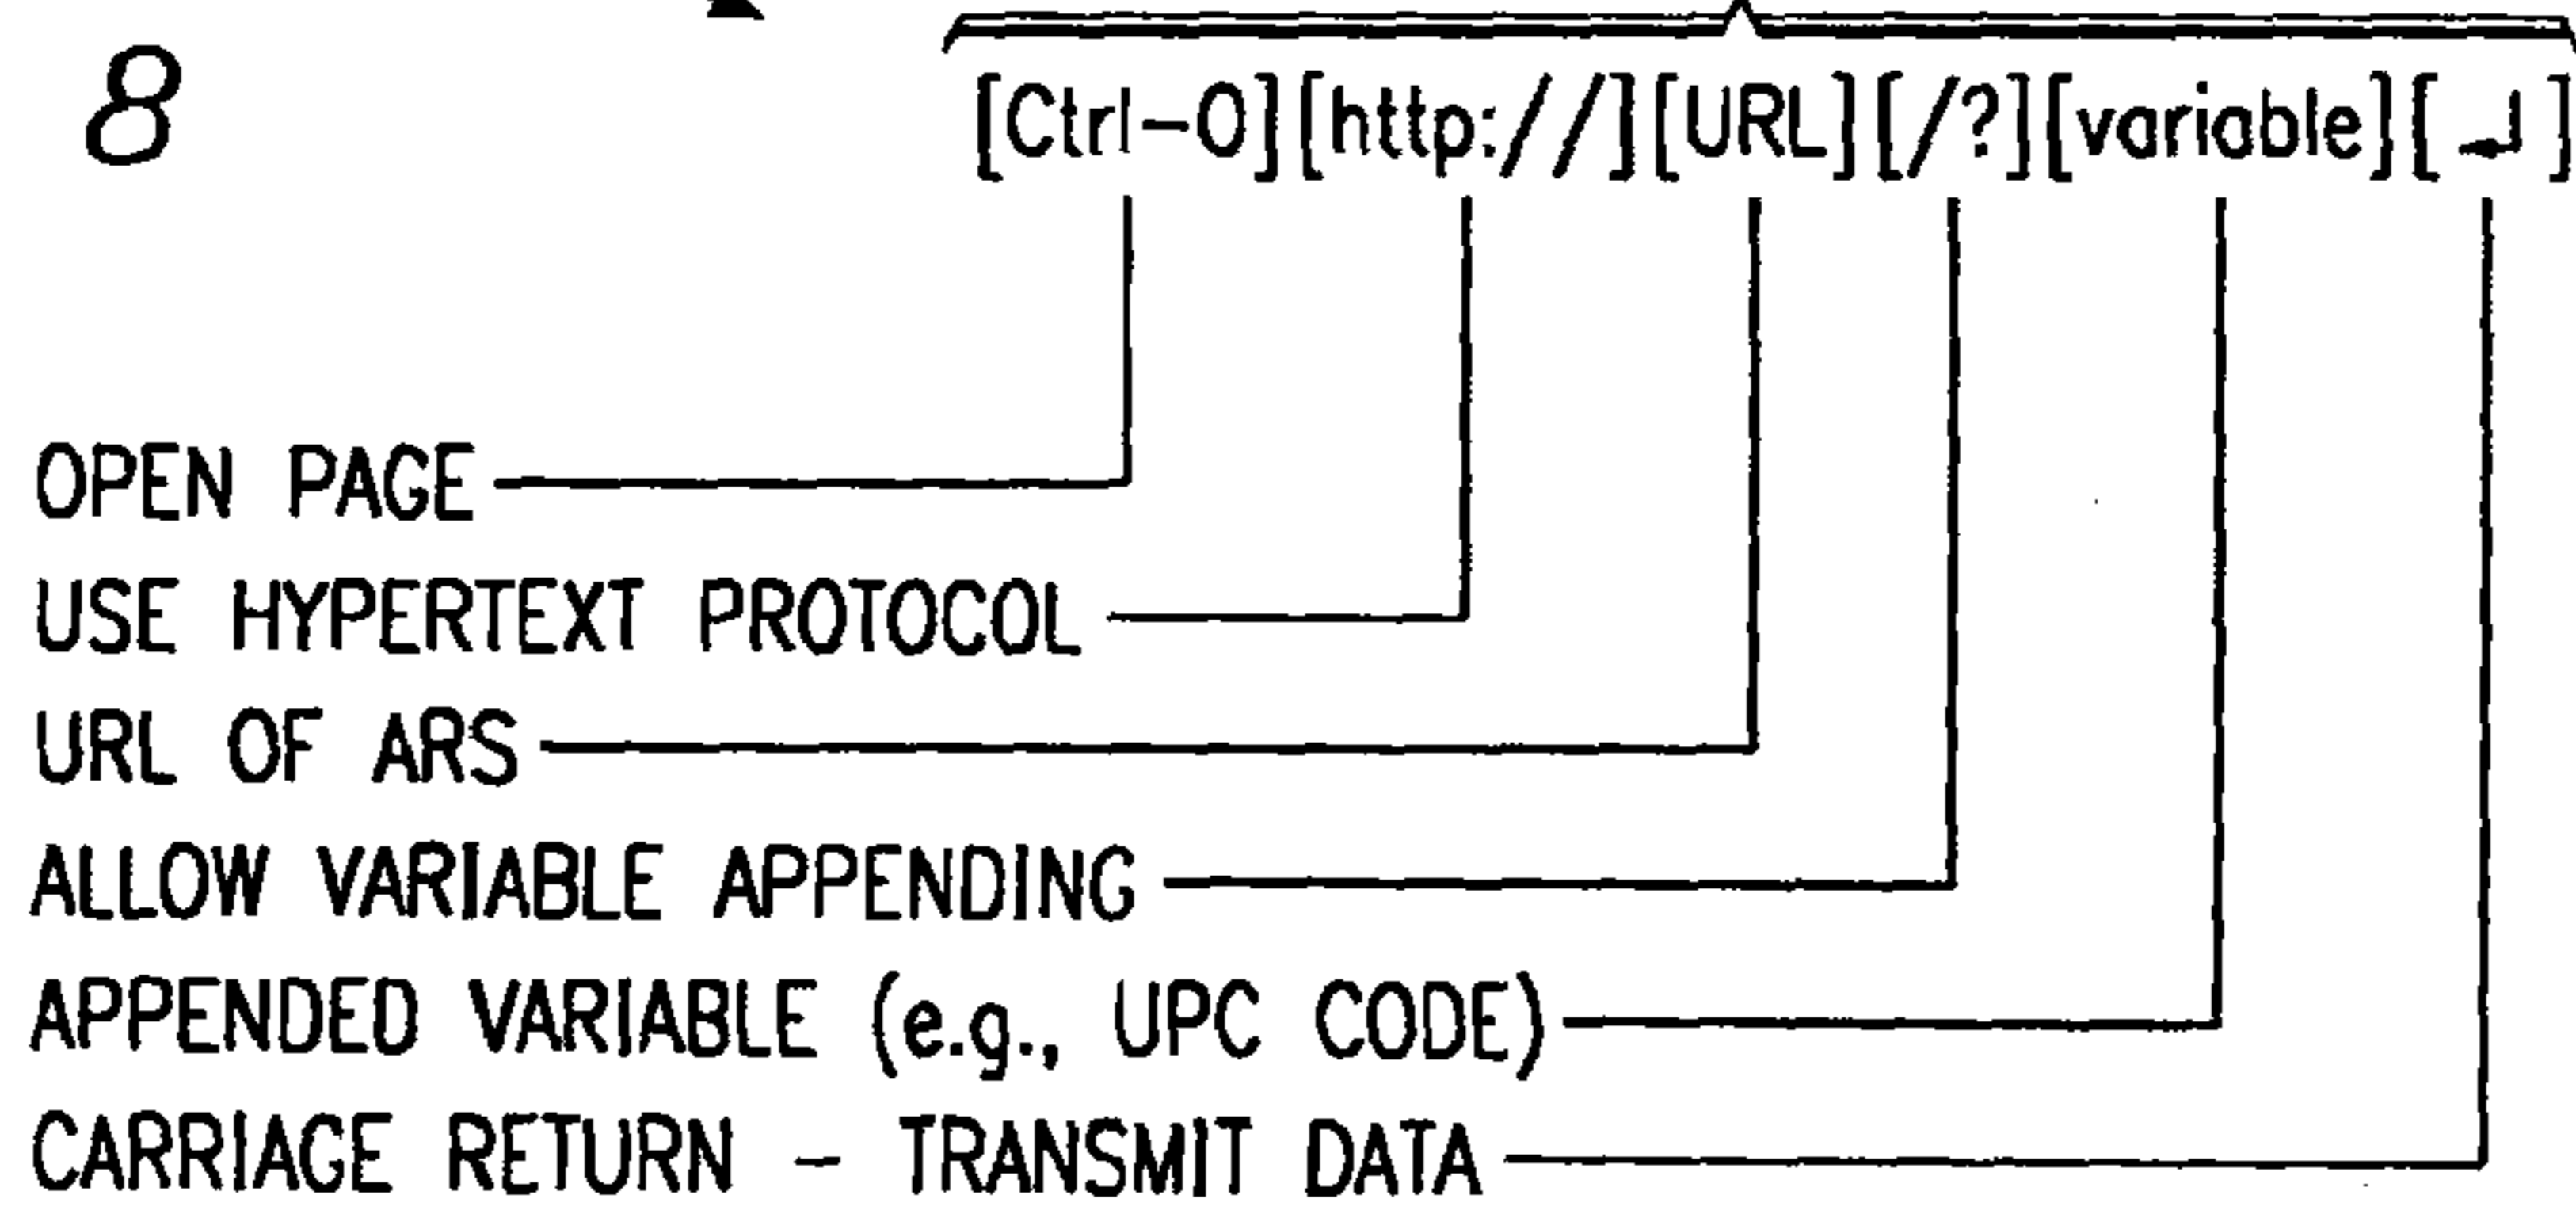 8
[Ctrl-O][http://][URL][/?][variable][↵]
OPEN PAGE
USE HYPERTEXT PROTOCOL
URL OF ARS
ALLOW VARIABLE APPENDING
APPENDED VARIABLE (e.g., UPC CODE)
CARRIAGE RETURN - TRANSMIT DATA